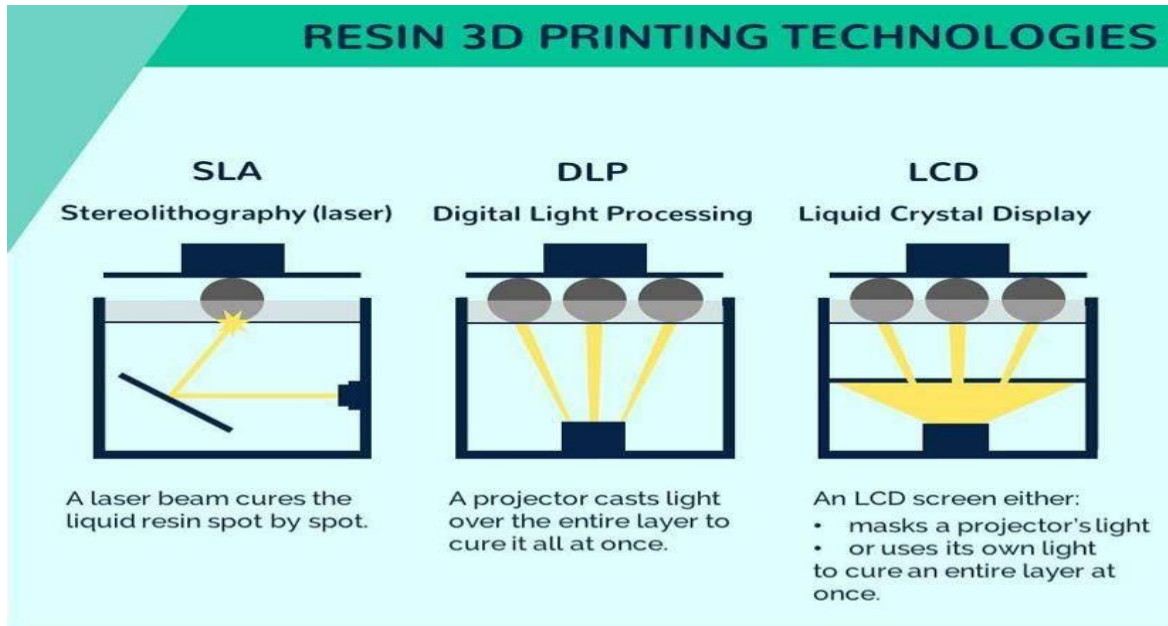 RESIN 3D PRINTING TECHNOLOGIES
SLA
Stereolithography (laser)
A laser beam cures the
liquid resin spot by spot.
DLP
Digital Light Processing
A projector casts light
over the entire layer to
cure it all at once.
LCD
Liquid Crystal Display
An LCD screen either:
• masks a projector's light
• or uses its own light
to cure an entire layer at
once.